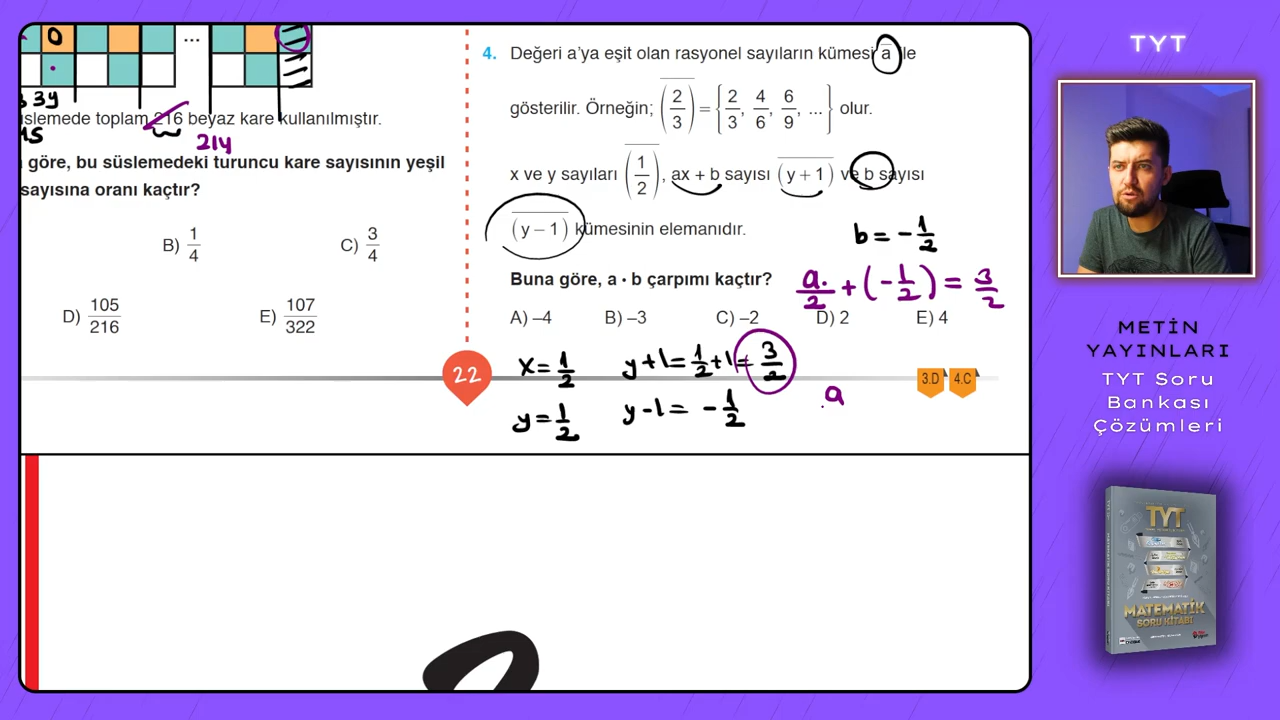 0
...
3 3y
üslemede toplam 216 beyaz kare kullanılmıştır.
214
göre, bu süslemedeki turuncu kare sayısının yeşil
sayısına oranı kaçtır?
B) 1/4
C) 3/4
D) 105/216
E) 107/322
22
4. Değeri a'ya eşit olan rasyonel sayıların kümesi a̅ ile
gösterilir. Örneğin; (2/3) = {2/3, 4/6, 6/9, ...} olur.
x ve y sayıları (1/2), ax + b sayısı (y + 1) ve b sayısı
(y – 1) kümesinin elemanıdır.
b = -1/2
Buna göre, a • b çarpımı kaçtır?
a·/2 + (-1/2) = 3/2
A) –4 B) –3 C) –2 D) 2 E) 4
x = 1/2 y+1 = 1/2 + 1 = 3/2
y = 1/2 y-1 = -1/2
a
3.D 4.C
TYT
METİN
YAYINLARI
TYT Soru
Bankası
Çözümleri
TYT
MATEMATİK
SORU KİTABI